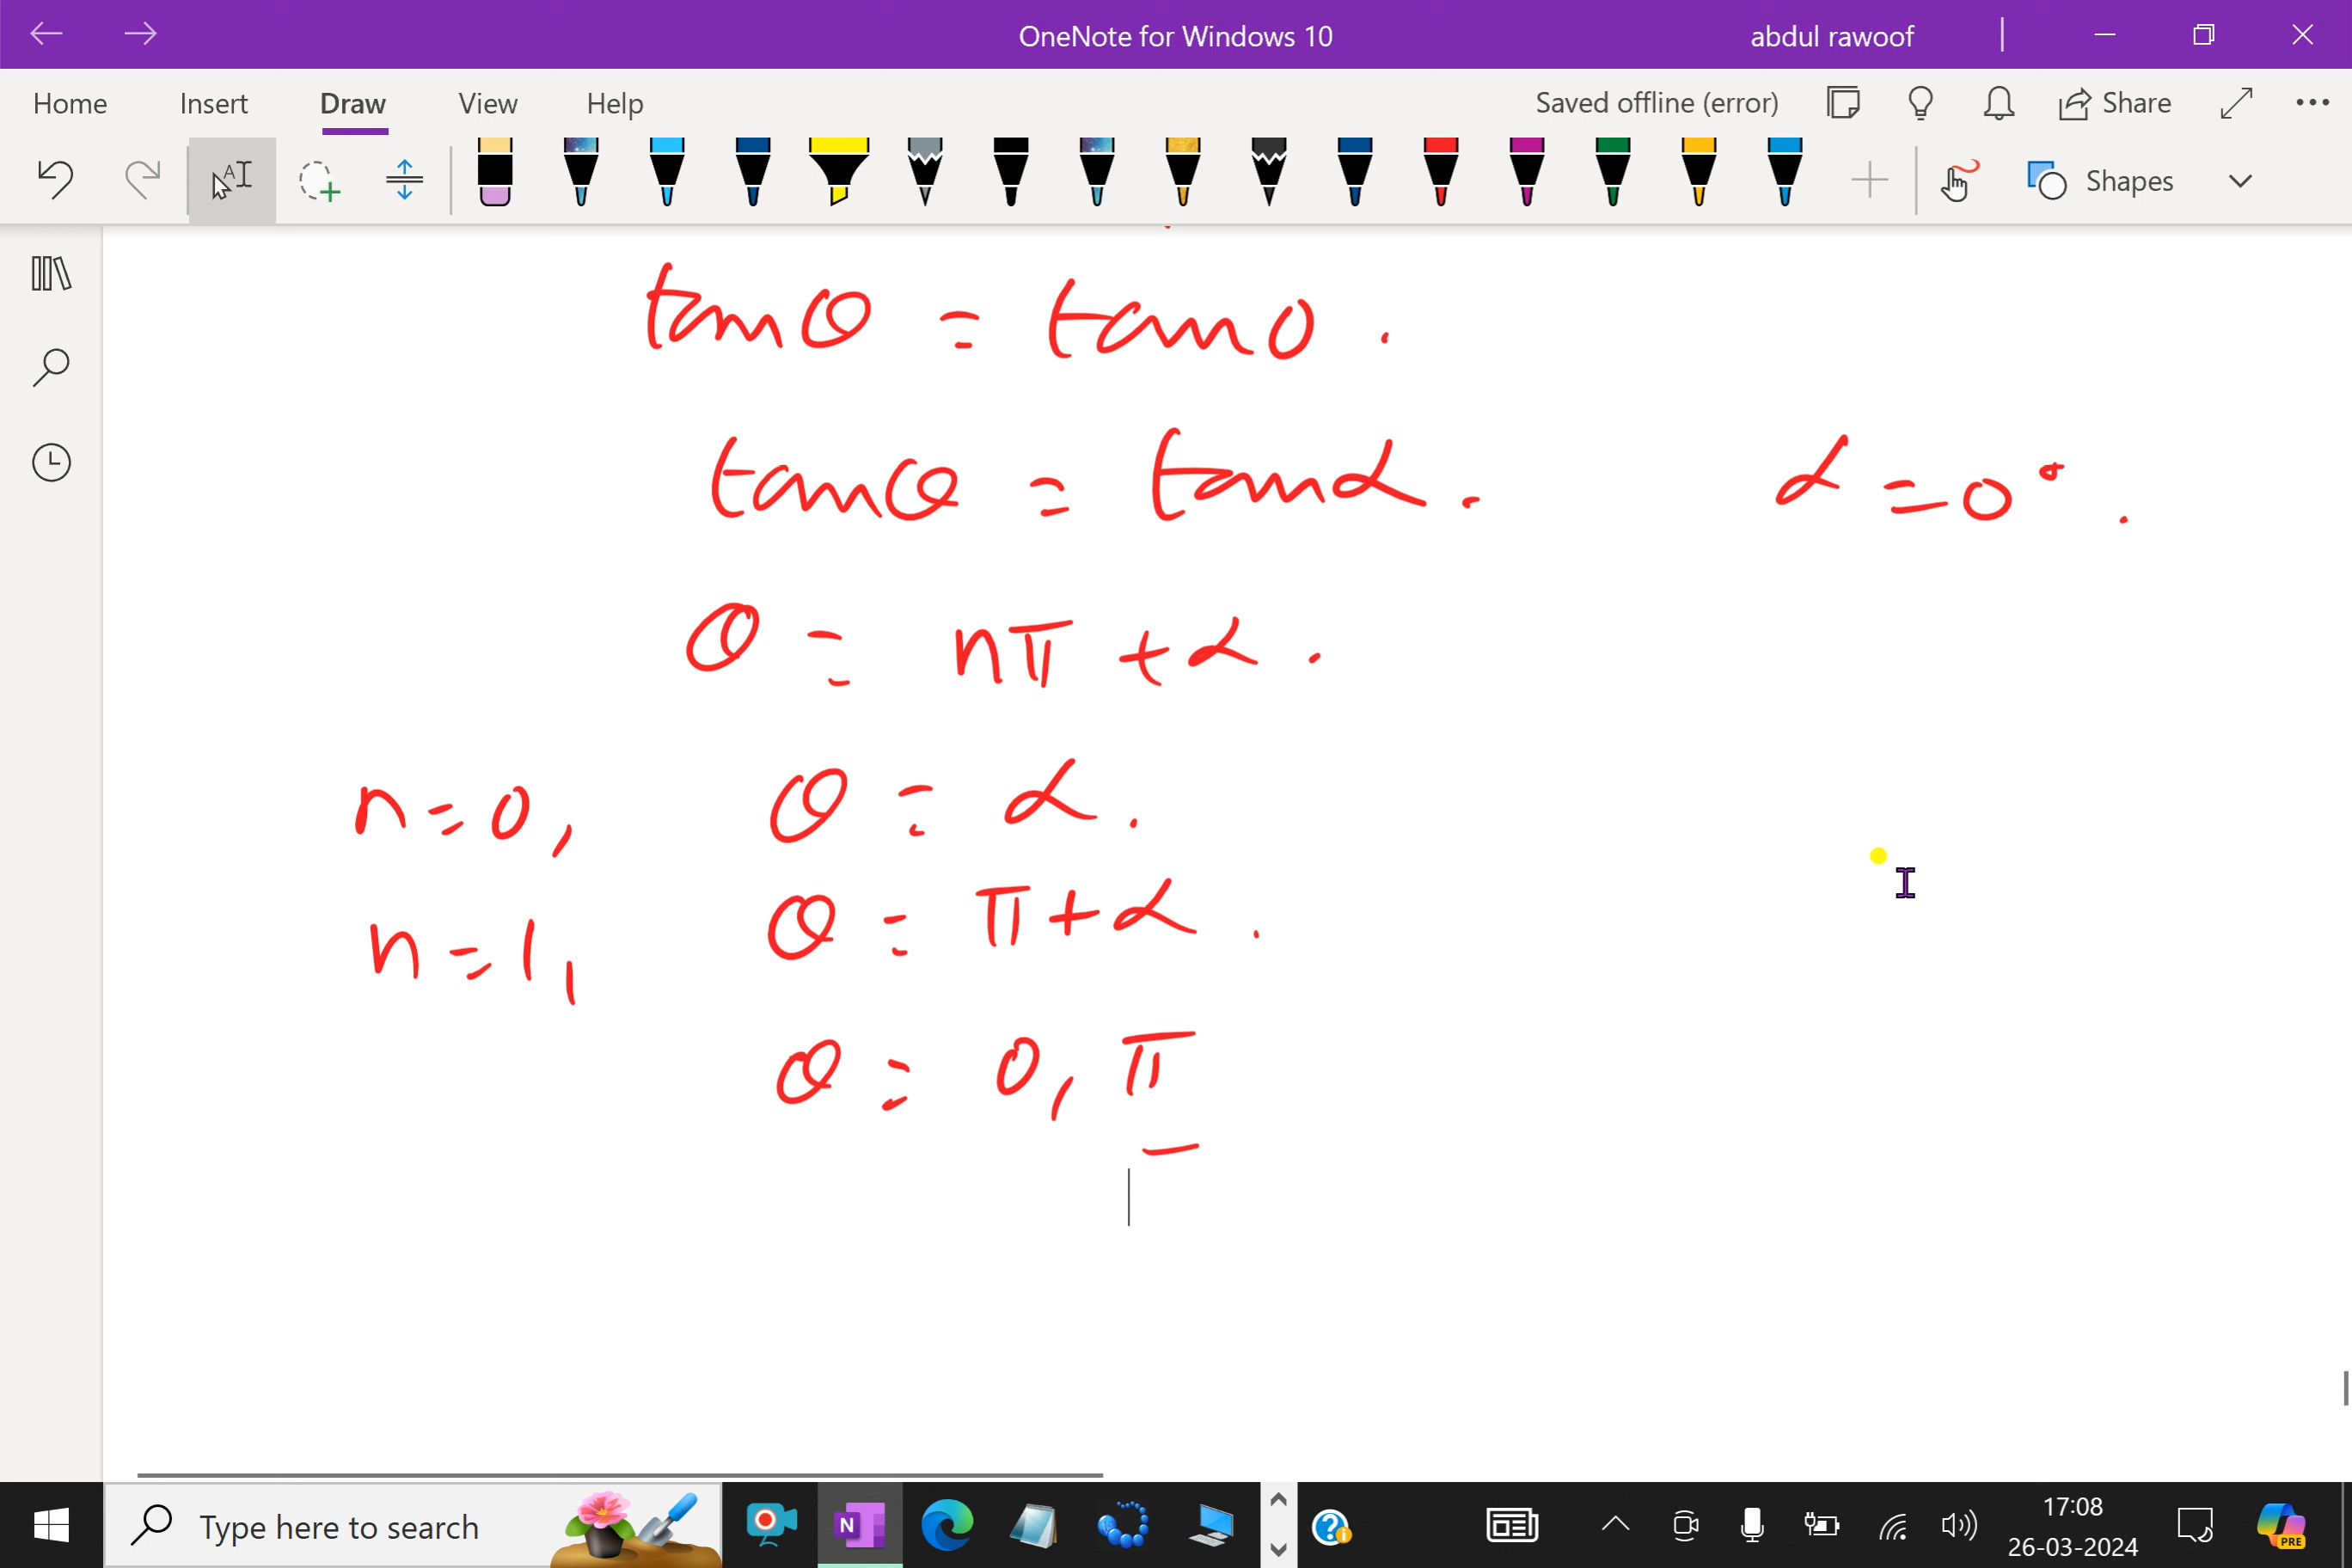 OneNote for Windows 10 abdul rawoof
Home Insert Draw View Help Saved offline (error) Share
Shapes
tanθ = tan0.
tanθ = tanα. α=0°.
θ = nπ+α.
n=0, θ = α.
n=1, θ = π+α.
θ = 0, π
Type here to search
N
PRE
17:08
26-03-2024